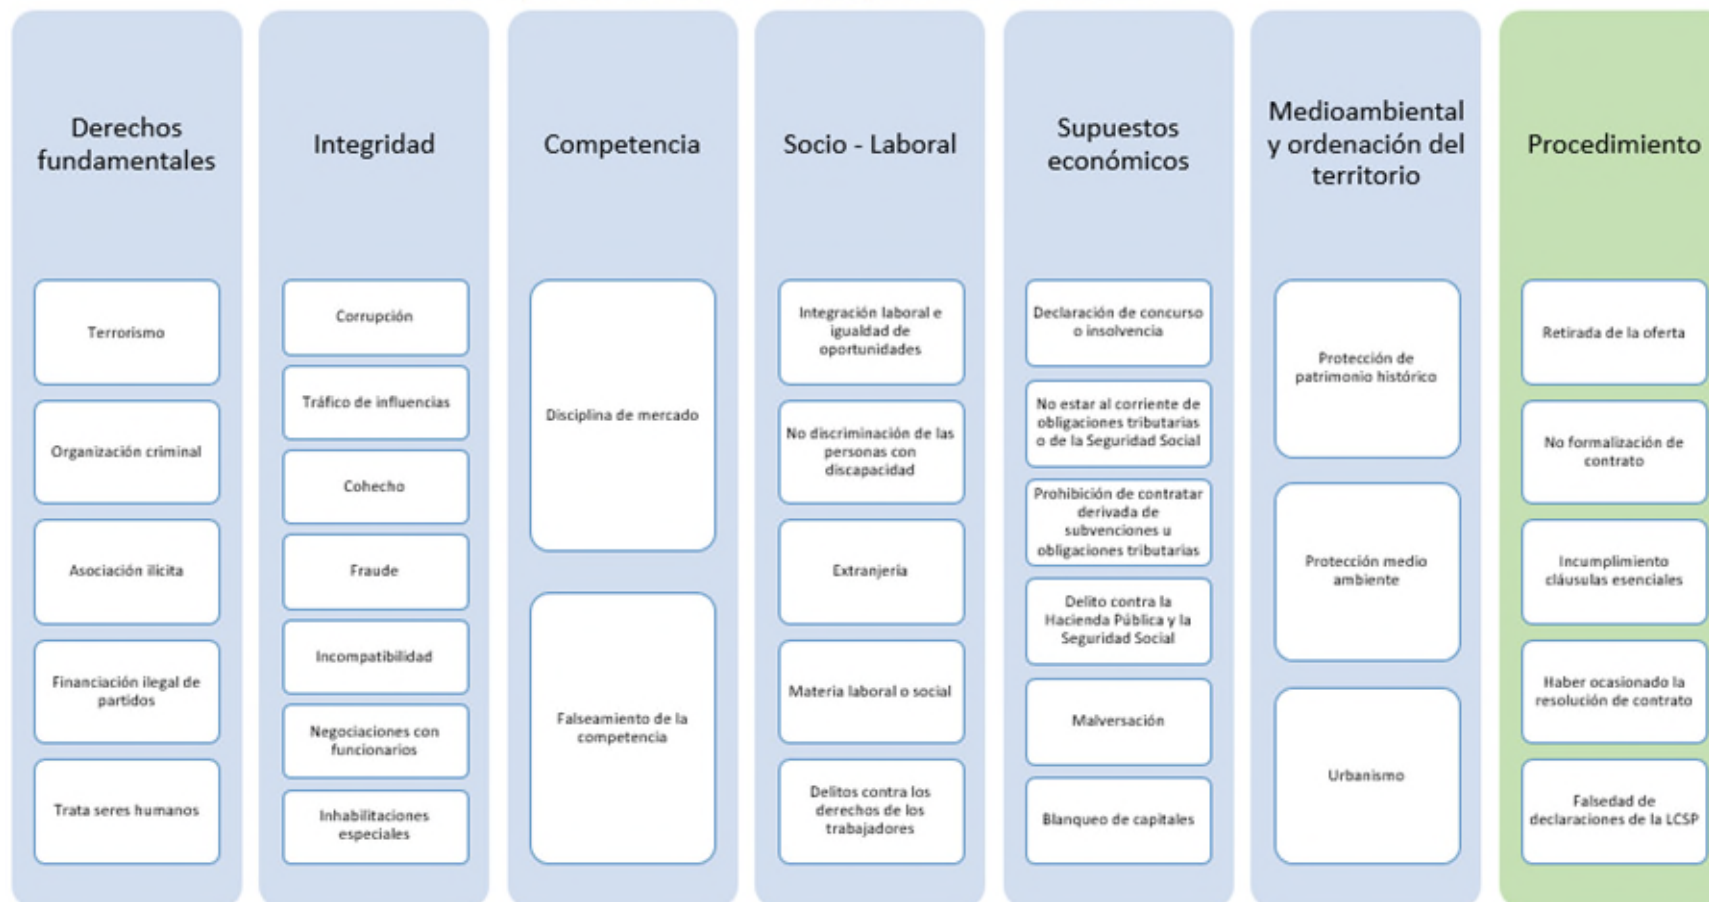 Derechos
fundamentales
Terrorismo
Organización criminal
Asociación ilícita
Financiación ilegal de
partidos
Trata seres humanos
Integridad
Corrupción
Tráfico de influencias
Cohecho
Fraude
Incompatibilidad
Negociaciones con
funcionarios
Inhabilitaciones
especiales
Competencia
Disciplina de mercado
Falseamiento de la
competencia
Socio - Laboral
Integración laboral e
igualdad de
oportunidades
No discriminación de las
personas con
discapacidad
Extranjería
Materia laboral o social
Delitos contra los
derechos de los
trabajadores
Supuestos
económicos
Declaración de concurso
o insolvencia
No estar al corriente de
obligaciones tributarias
o de la Seguridad Social
Prohibición de contratar
derivada de
subvenciones u
obligaciones tributarias
Delito contra la
Hacienda Pública y la
Seguridad Social
Malversación
Blanqueo de capitales
Medioambiental
y ordenación del
territorio
Protección de
patrimonio histórico
Protección medio
ambiente
Urbanismo
Procedimiento
Retirada de la oferta
No formalización de
contrato
Incumplimiento
cláusulas esenciales
Haber ocasionado la
resolución de contrato
Falsedad de
declaraciones de la LCSP